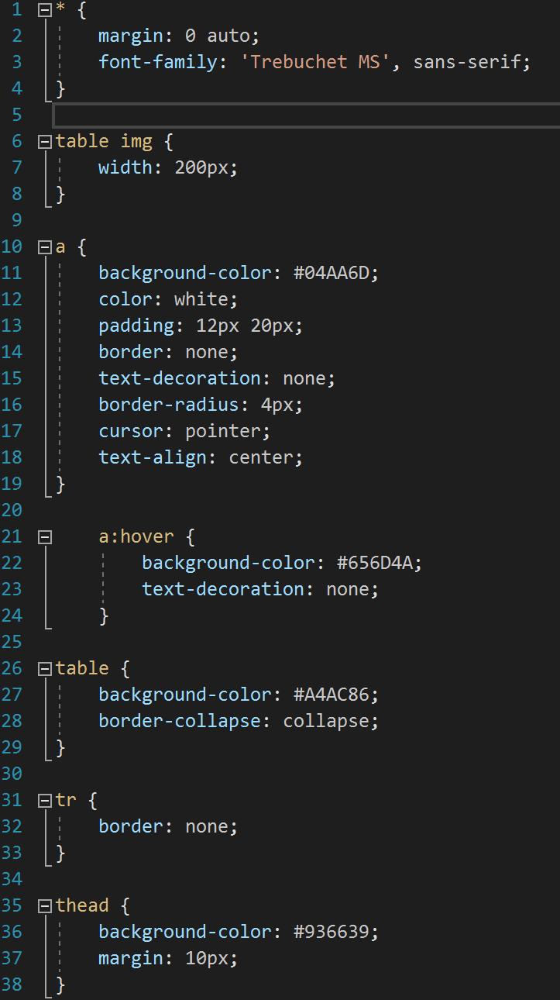 1 * {
2 margin: 0 auto;
3 font-family: 'Trebuchet MS', sans-serif;
4 }
5
6 table img {
7 width: 200px;
8 }
9
10 a {
11 background-color: #04AA6D;
12 color: white;
13 padding: 12px 20px;
14 border: none;
15 text-decoration: none;
16 border-radius: 4px;
17 cursor: pointer;
18 text-align: center;
19 }
20
21 a:hover {
22 background-color: #656D4A;
23 text-decoration: none;
24 }
25
26 table {
27 background-color: #A4AC86;
28 border-collapse: collapse;
29 }
30
31 tr {
32 border: none;
33 }
34
35 thead {
36 background-color: #936639;
37 margin: 10px;
38 }